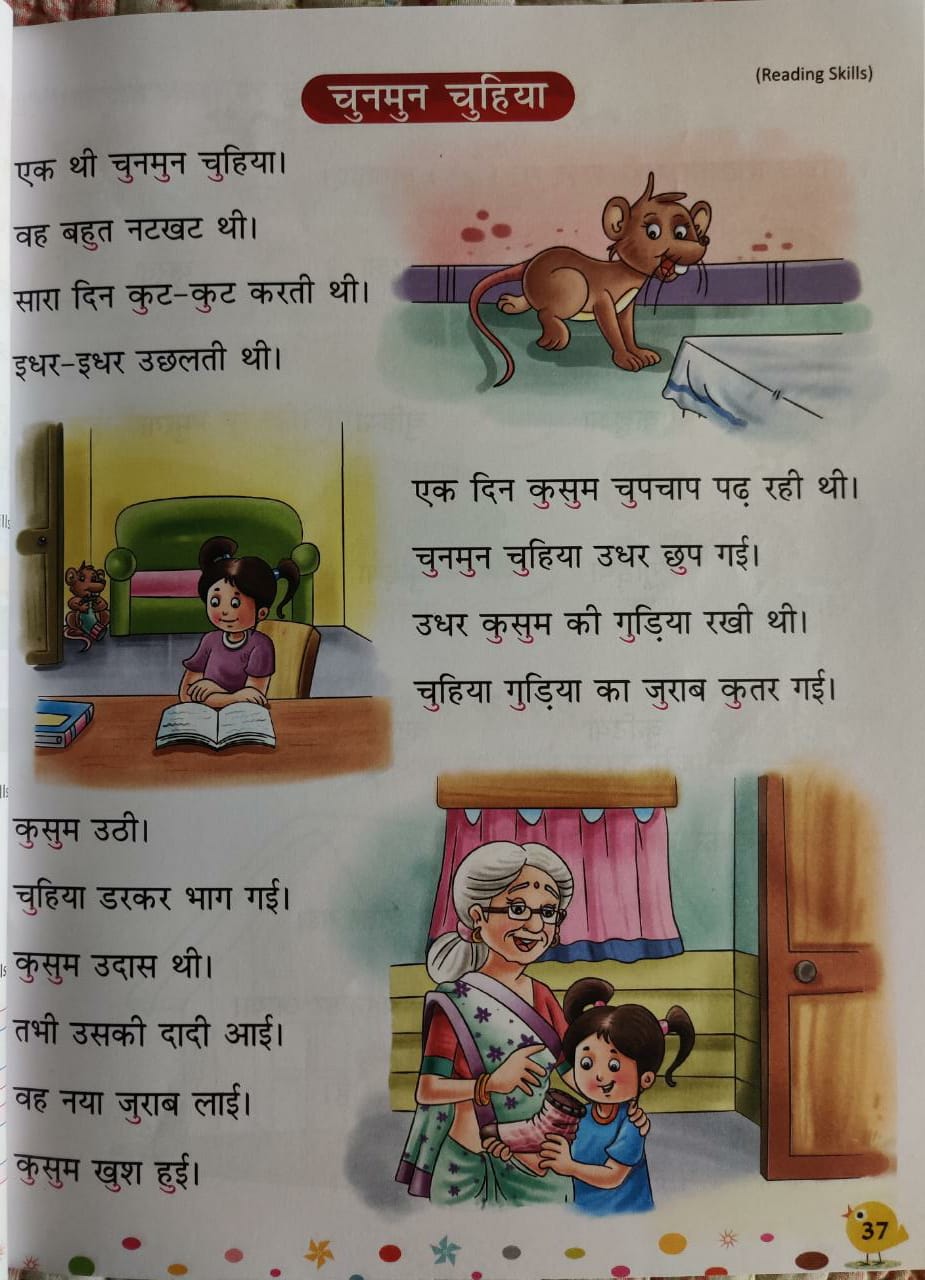 (Reading Skills)
चुनमुन चुहिया
एक थी चुनमुन चुहिया।
वह बहुत नटखट थी।
सारा दिन कुट-कुट करती थी।
इधर-इधर उछलती थी।
एक दिन कुसुम चुपचाप पढ़ रही थी।
चुनमुन चुहिया उधर छुप गई।
उधर कुसुम की गुड़िया रखी थी।
चुहिया गुड़िया का जुराब कुतर गई।
कुसुम उठी।
चुहिया डरकर भाग गई।
कुसुम उदास थी।
तभी उसकी दादी आई।
वह नया जुराब लाई।
कुसुम खुश हुई।
37